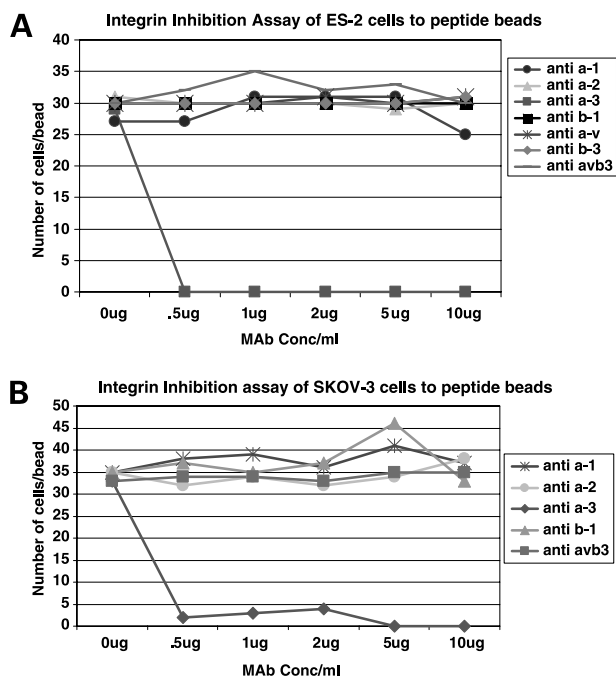 A
Integrin Inhibition Assay of ES-2 cells to peptide beads
Number of cells/bead
40
35
30
25
20
15
10
5
0
0ug .5ug 1ug 2ug 5ug 10ug
MAb Conc/ml
anti a-1
anti a-2
anti a-3
anti b-1
anti a-v
anti b-3
anti avb3
B
Integrin Inhibition assay of SKOV-3 cells to peptide beads
Number of cells/bead
50
45
40
35
30
25
20
15
10
5
0
0ug .5ug 1ug 2ug 5ug 10ug
MAb Conc/ml
anti a-1
anti a-2
anti a-3
anti b-1
anti avb3